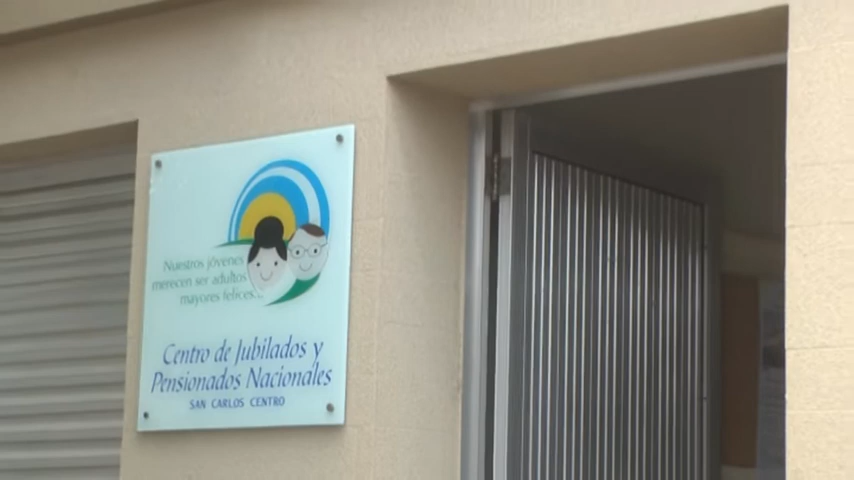 Nuestros jóvenes
merecen ser adultos
mayores felices...
Centro de Jubilados y
Pensionados Nacionales
SAN CARLOS CENTRO